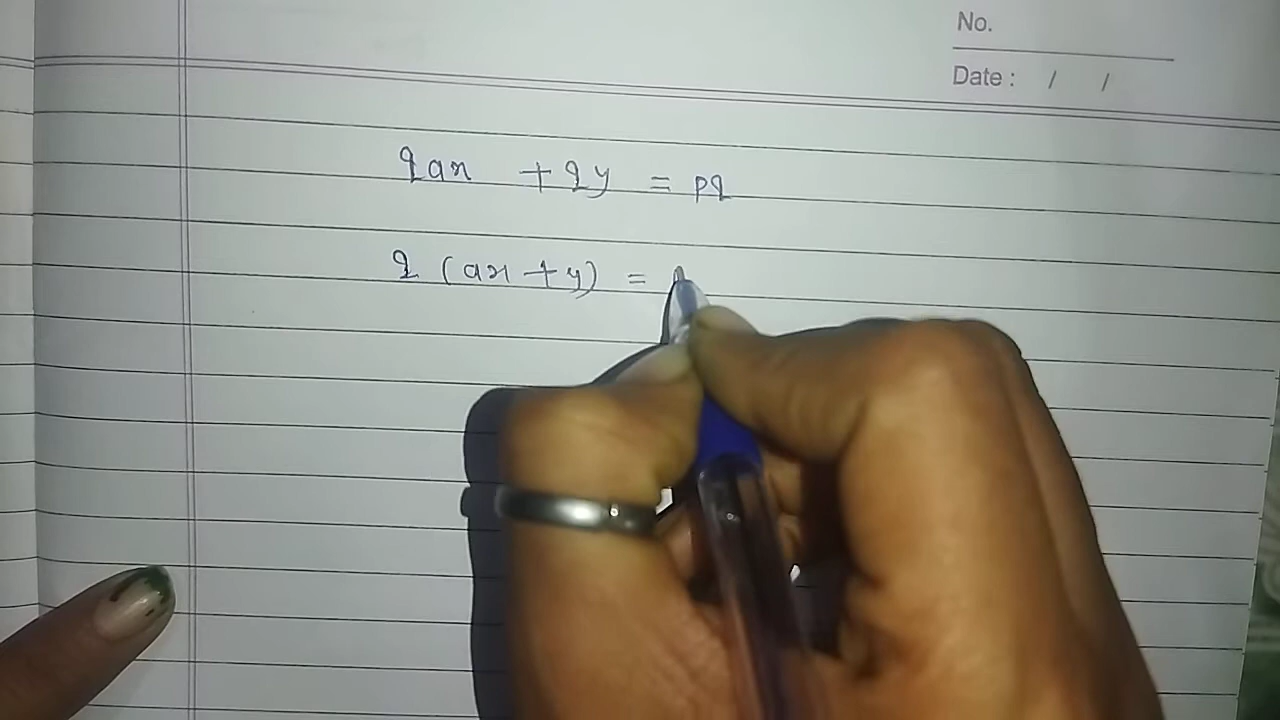 No.
Date : / /
qax + qy = pq
q (ax + y) =